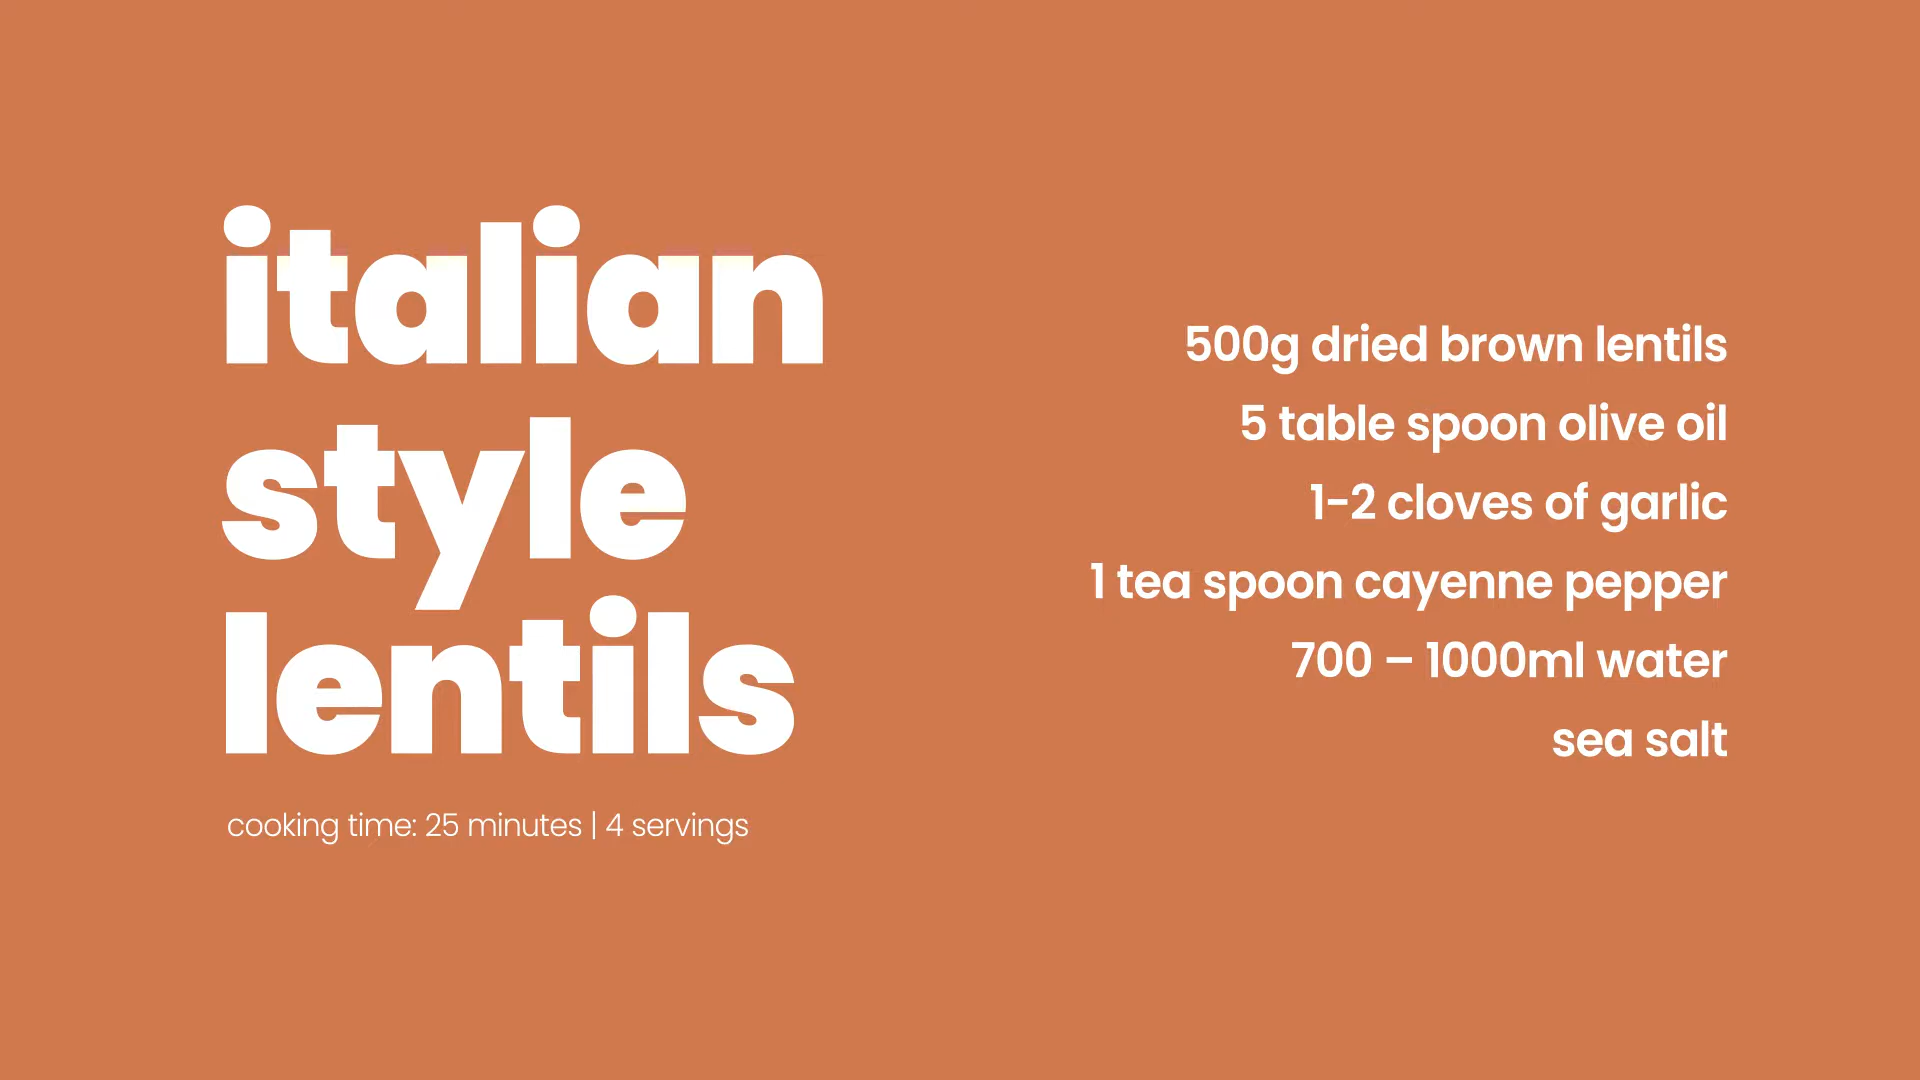 italian
style
lentils
cooking time: 25 minutes | 4 servings
500g dried brown lentils
5 table spoon olive oil
1-2 cloves of garlic
1 tea spoon cayenne pepper
700 – 1000ml water
sea salt